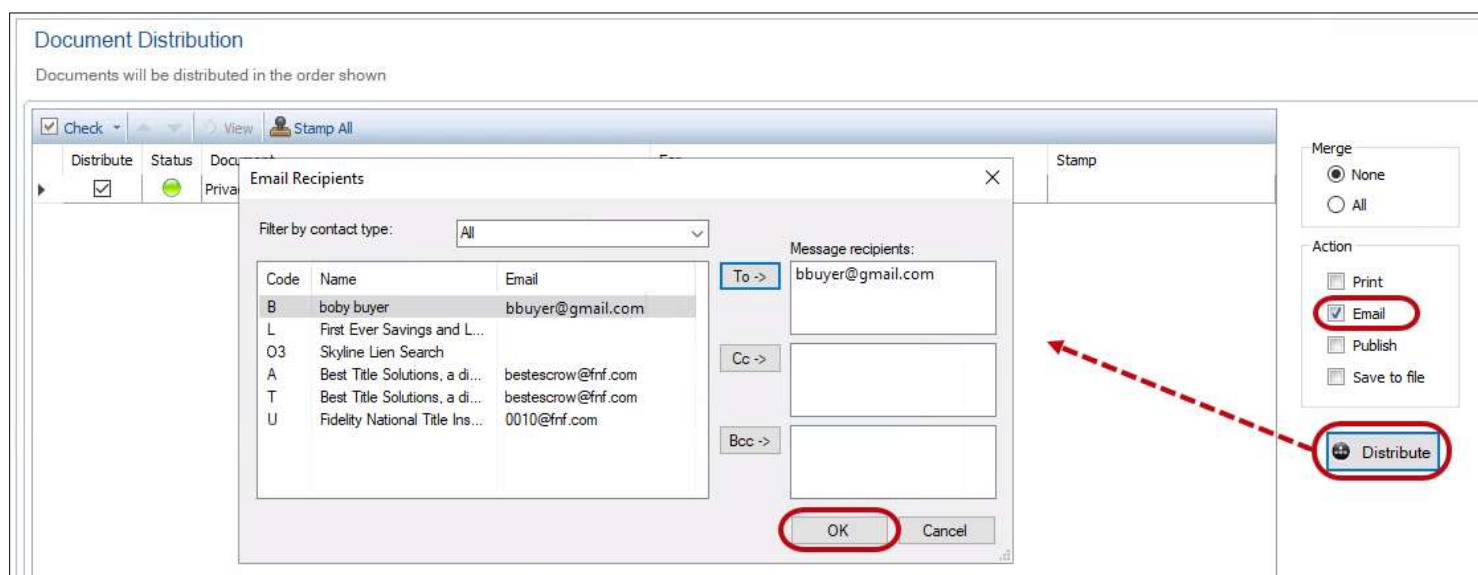 Document Distribution
Documents will be distributed in the order shown
Check View Stamp All
Distribute Status Stamp
Email Recipients
Filter by contact type: All
Message recipients:
Code Name Email
To -> bbuyer@gmail.com
B boby buyer bbuyer@gmail.com
L First Ever Savings and L...
O3 Skyline Lien Search
Cc ->
A Best Title Solutions, a di... bestescrow@fnf.com
T Best Title Solutions, a di... bestescrow@fnf.com
U Fidelity National Title Ins... 0010@fnf.com
Bcc ->
OK Cancel
Merge
None
All
Action
Print
Email
Publish
Save to file
Distribute